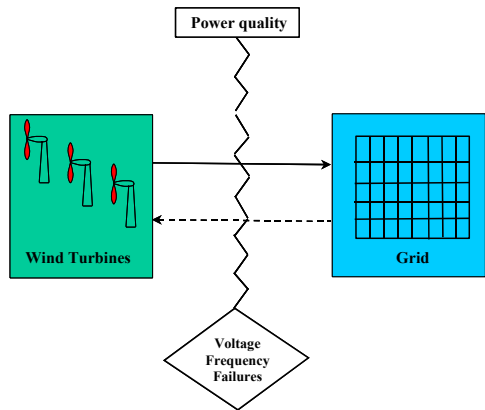 Power quality
Wind Turbines
Grid
Voltage
Frequency
Failures